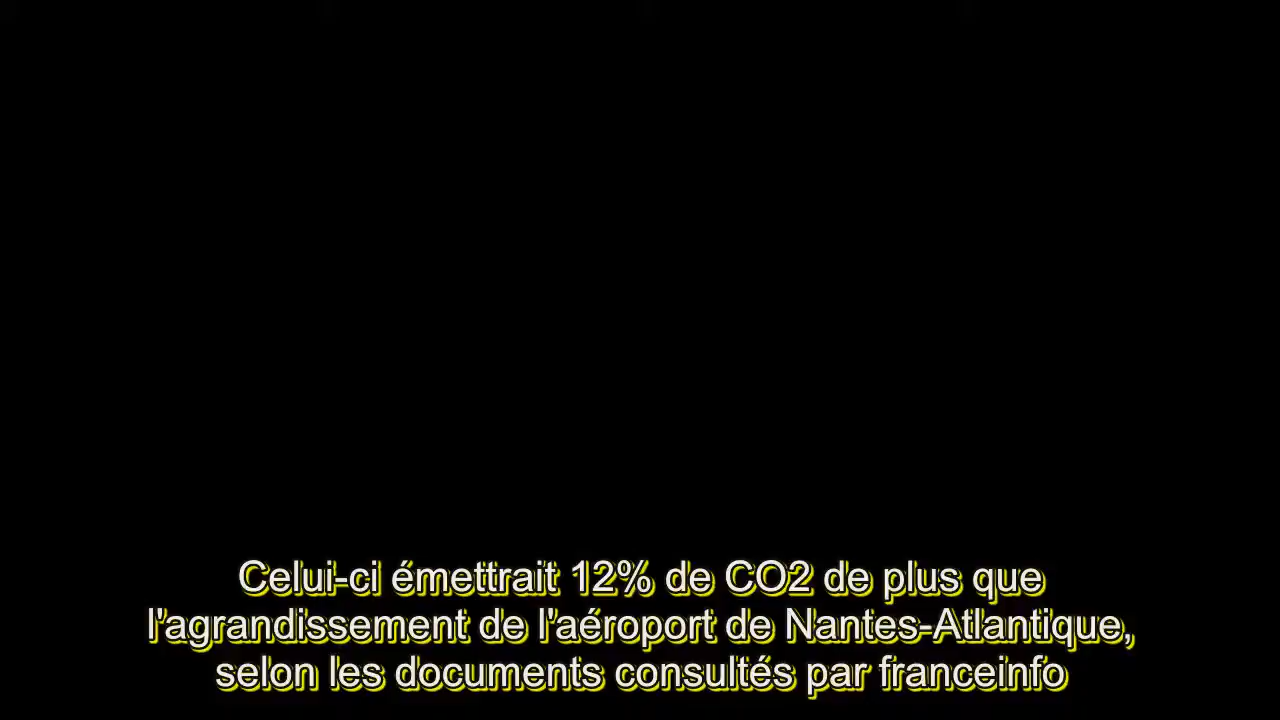 Celui-ci émettrait 12% de CO2 de plus que
l'agrandissement de l'aéroport de Nantes-Atlantique,
selon les documents consultés par franceinfo